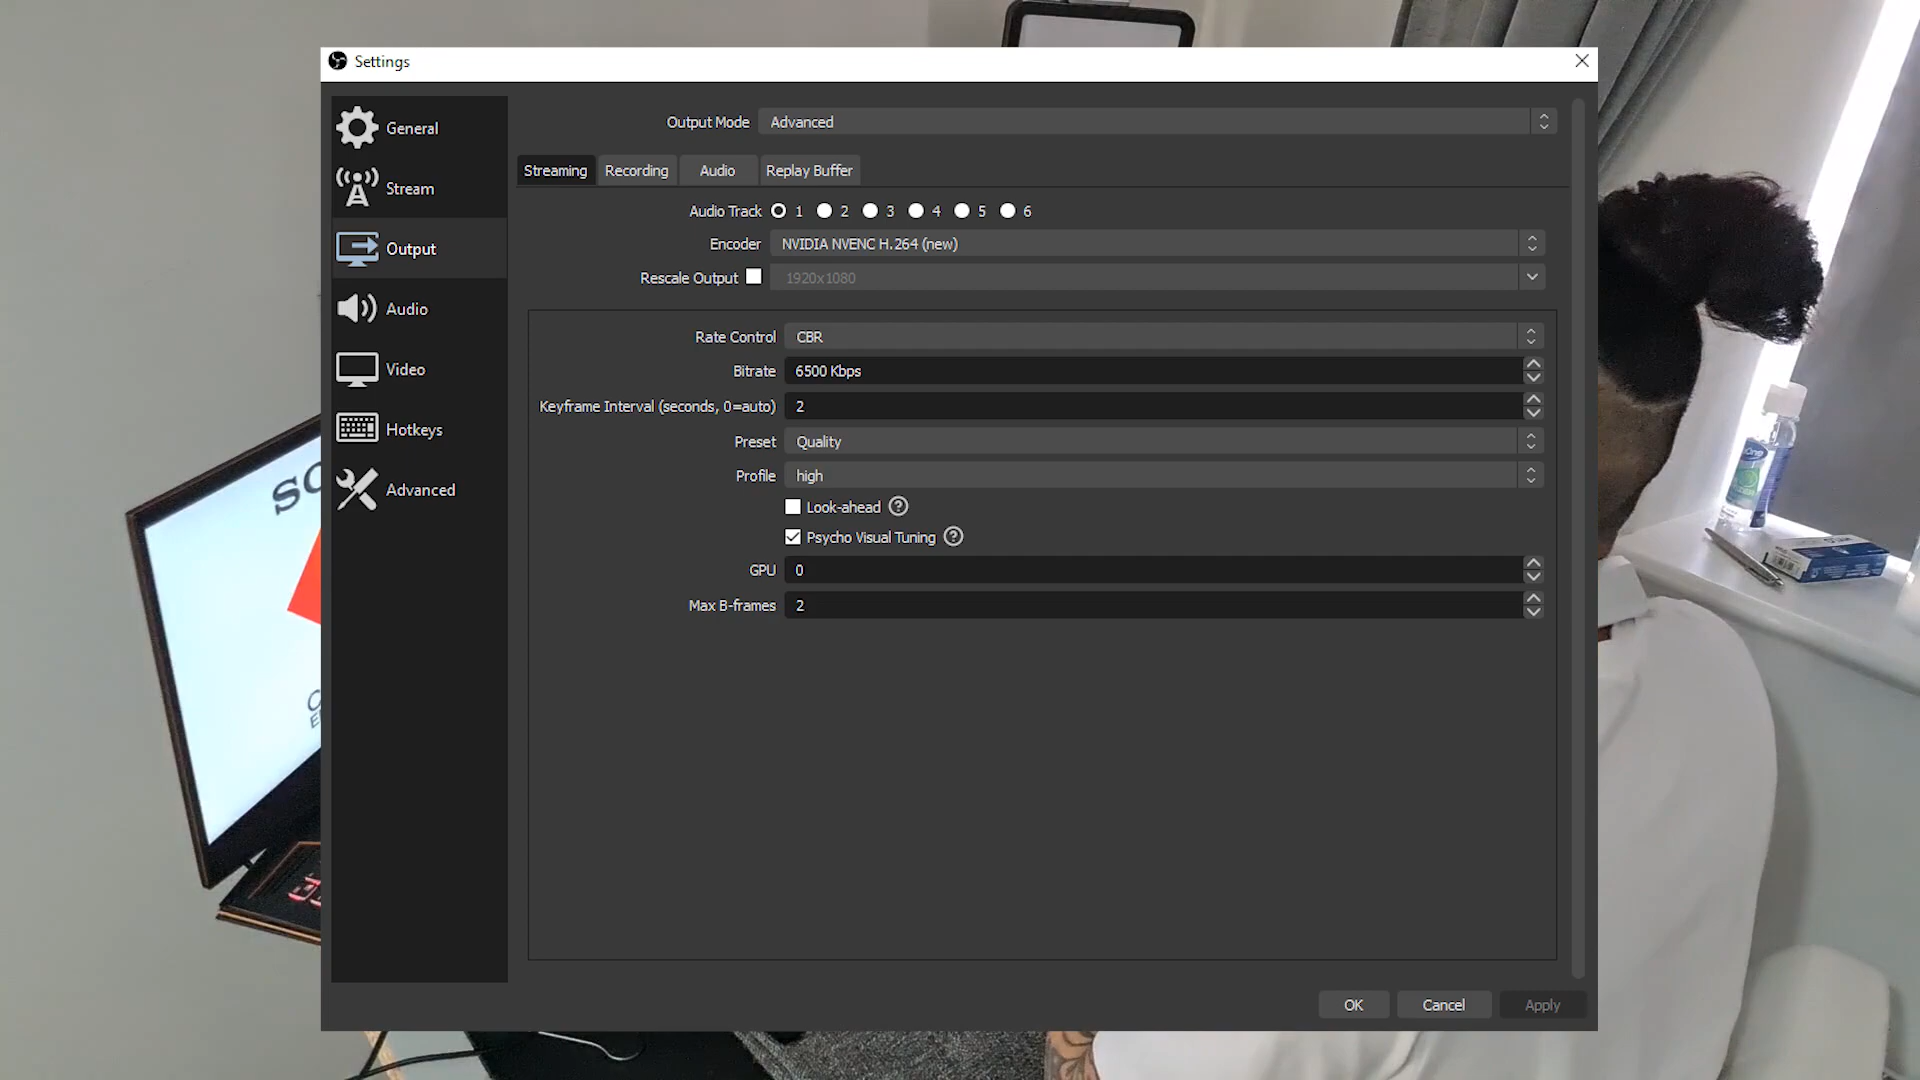 Settings
General
Stream
Output
Audio
Video
Hotkeys
Advanced
Output Mode Advanced
Streaming Recording Audio Replay Buffer
Audio Track 1 2 3 4 5 6
Encoder NVIDIA NVENC H.264 (new)
Rescale Output 1920x1080
Rate Control CBR
Bitrate 6500 Kbps
Keyframe Interval (seconds, 0=auto) 2
Preset Quality
Profile high
Look-ahead
Psycho Visual Tuning
GPU 0
Max B-frames 2
OK Cancel Apply